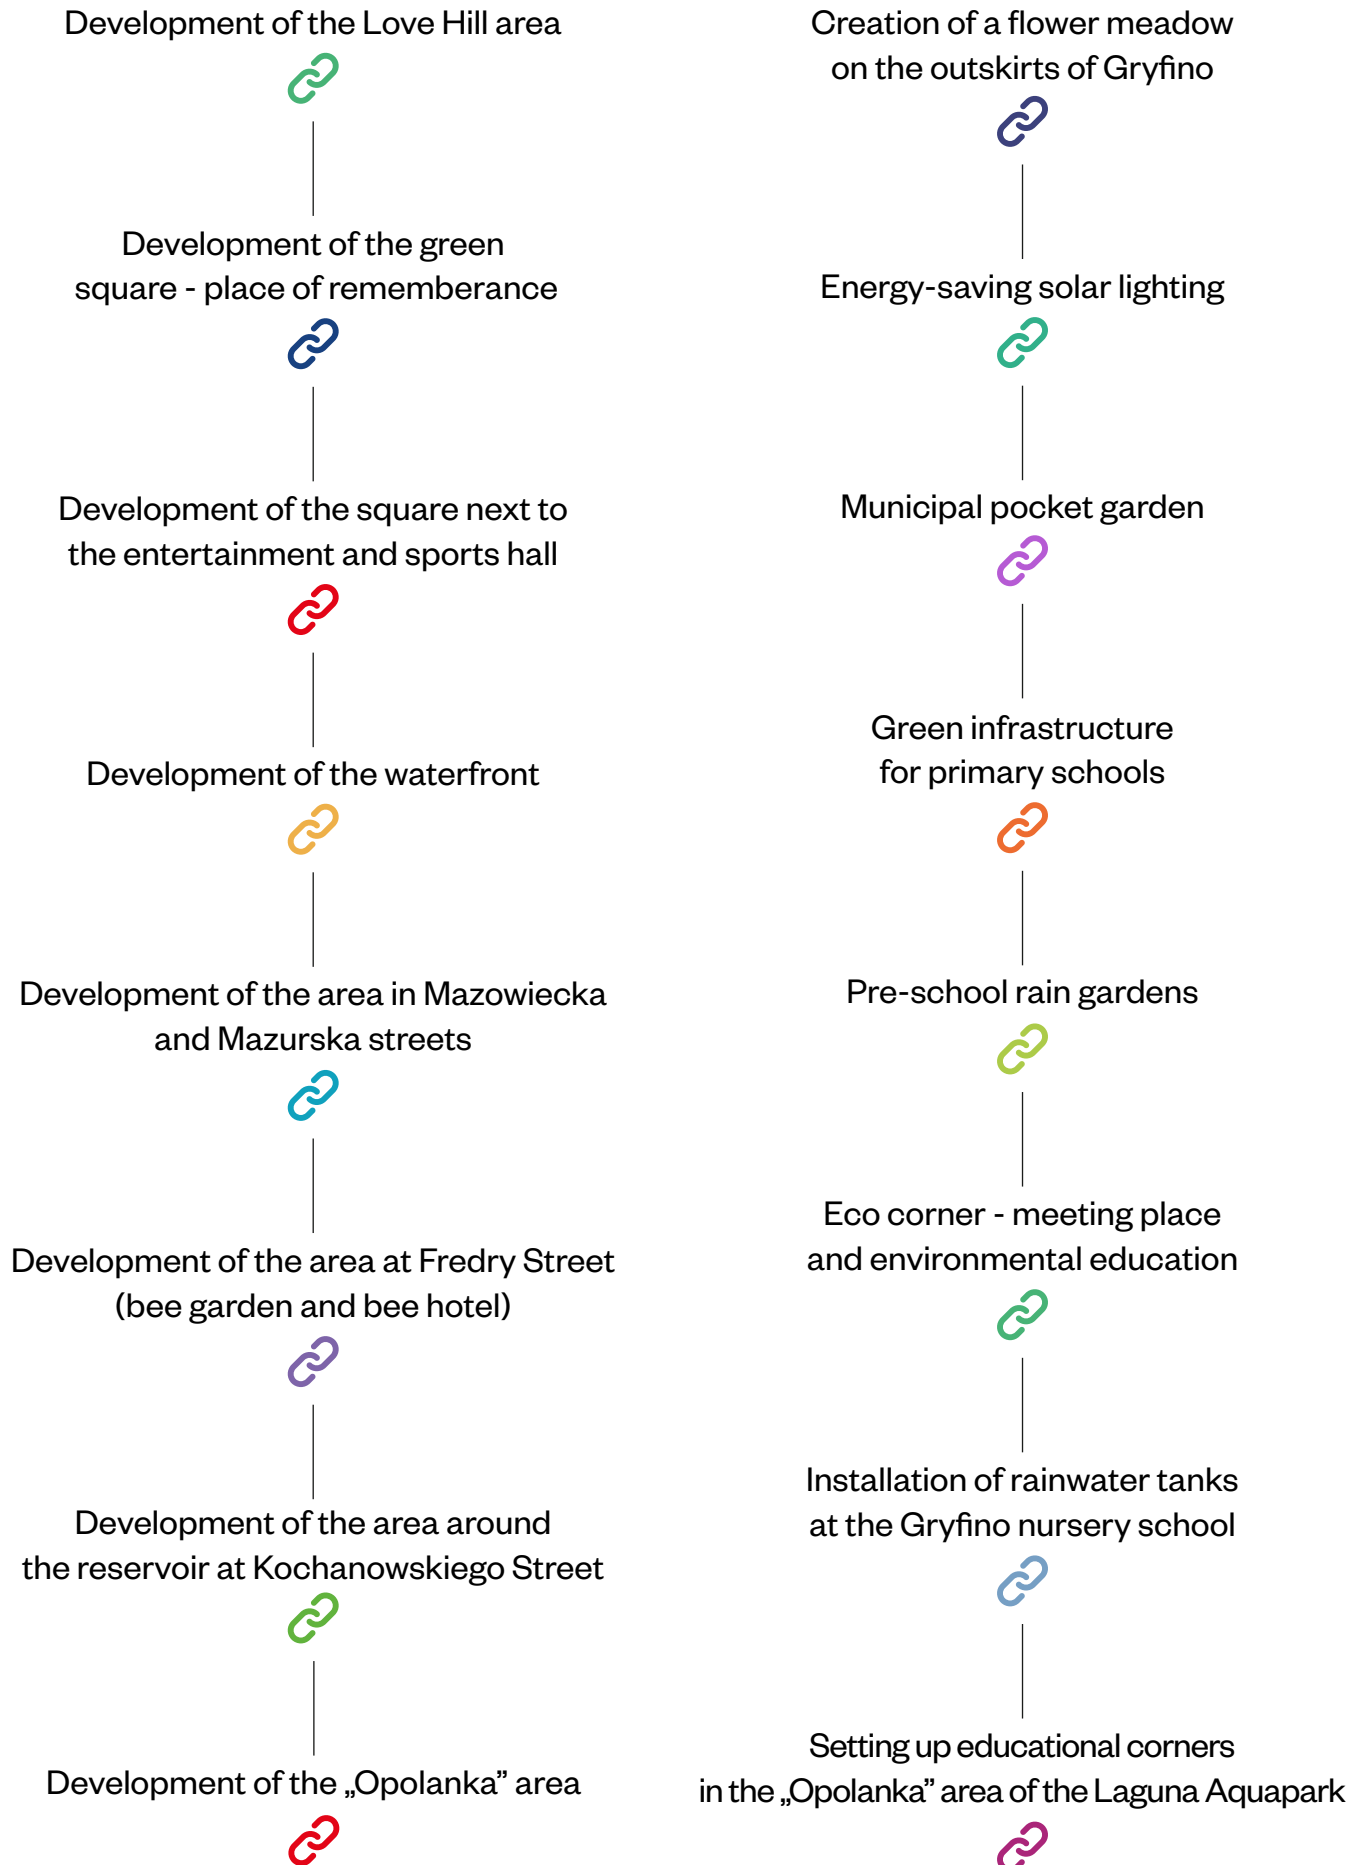 Development of the Love Hill area
Development of the green
square - place of rememberance
Development of the square next to
the entertainment and sports hall
Development of the waterfront
Development of the area in Mazowiecka
and Mazurska streets
Development of the area at Fredry Street
(bee garden and bee hotel)
Development of the area around
the reservoir at Kochanowskiego Street
Development of the „Opolanka” area
Creation of a flower meadow
on the outskirts of Gryfino
Energy-saving solar lighting
Municipal pocket garden
Green infrastructure
for primary schools
Pre-school rain gardens
Eco corner - meeting place
and environmental education
Installation of rainwater tanks
at the Gryfino nursery school
Setting up educational corners
in the „Opolanka” area of the Laguna Aquapark